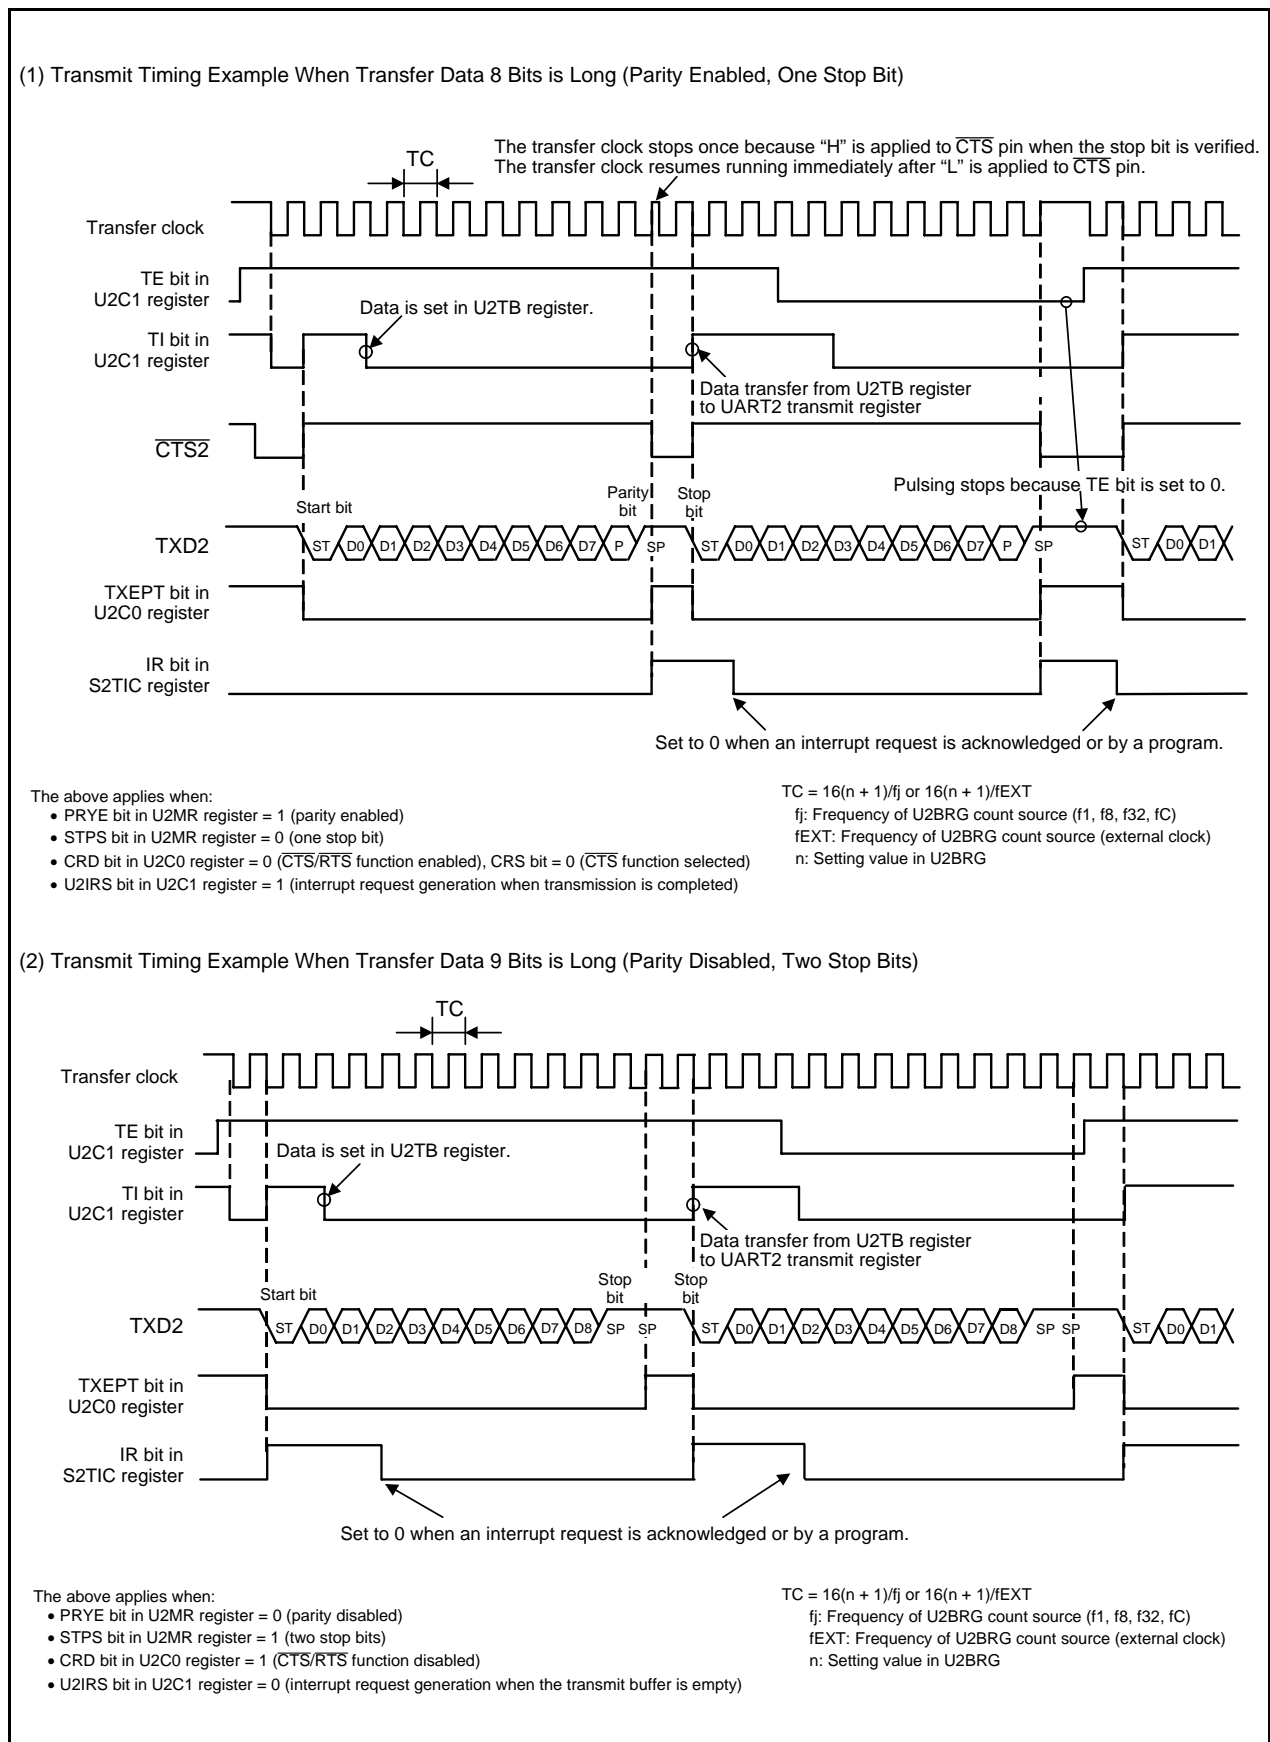 (1) Transmit Timing Example When Transfer Data 8 Bits is Long (Parity Enabled, One Stop Bit)
The transfer clock stops once because “H” is applied to CTS pin when the stop bit is verified.
The transfer clock resumes running immediately after “L” is applied to CTS pin.
TC
Transfer clock
TE bit in
U2C1 register
Data is set in U2TB register.
TI bit in
U2C1 register
Data transfer from U2TB register
to UART2 transmit register
CTS2
Pulsing stops because TE bit is set to 0.
Start bit
Parity
bit
Stop
bit
TXD2
ST D0 D1 D2 D3 D4 D5 D6 D7 P SP ST D0 D1 D2 D3 D4 D5 D6 D7 P SP ST D0 D1
TXEPT bit in
U2C0 register
IR bit in
S2TIC register
Set to 0 when an interrupt request is acknowledged or by a program.
The above applies when:
• PRYE bit in U2MR register = 1 (parity enabled)
• STPS bit in U2MR register = 0 (one stop bit)
• CRD bit in U2C0 register = 0 (CTS/RTS function enabled), CRS bit = 0 (CTS function selected)
• U2IRS bit in U2C1 register = 1 (interrupt request generation when transmission is completed)
TC = 16(n + 1)/fj or 16(n + 1)/fEXT
fj: Frequency of U2BRG count source (f1, f8, f32, fC)
fEXT: Frequency of U2BRG count source (external clock)
n: Setting value in U2BRG
(2) Transmit Timing Example When Transfer Data 9 Bits is Long (Parity Disabled, Two Stop Bits)
TC
Transfer clock
TE bit in
U2C1 register
Data is set in U2TB register.
TI bit in
U2C1 register
Data transfer from U2TB register
to UART2 transmit register
Start bit
Stop
bit
Stop
bit
TXD2
ST D0 D1 D2 D3 D4 D5 D6 D7 D8 SP SP ST D0 D1 D2 D3 D4 D5 D6 D7 D8 SP SP ST D0 D1
TXEPT bit in
U2C0 register
IR bit in
S2TIC register
Set to 0 when an interrupt request is acknowledged or by a program.
The above applies when:
• PRYE bit in U2MR register = 0 (parity disabled)
• STPS bit in U2MR register = 1 (two stop bits)
• CRD bit in U2C0 register = 1 (CTS/RTS function disabled)
• U2IRS bit in U2C1 register = 0 (interrupt request generation when the transmit buffer is empty)
TC = 16(n + 1)/fj or 16(n + 1)/fEXT
fj: Frequency of U2BRG count source (f1, f8, f32, fC)
fEXT: Frequency of U2BRG count source (external clock)
n: Setting value in U2BRG